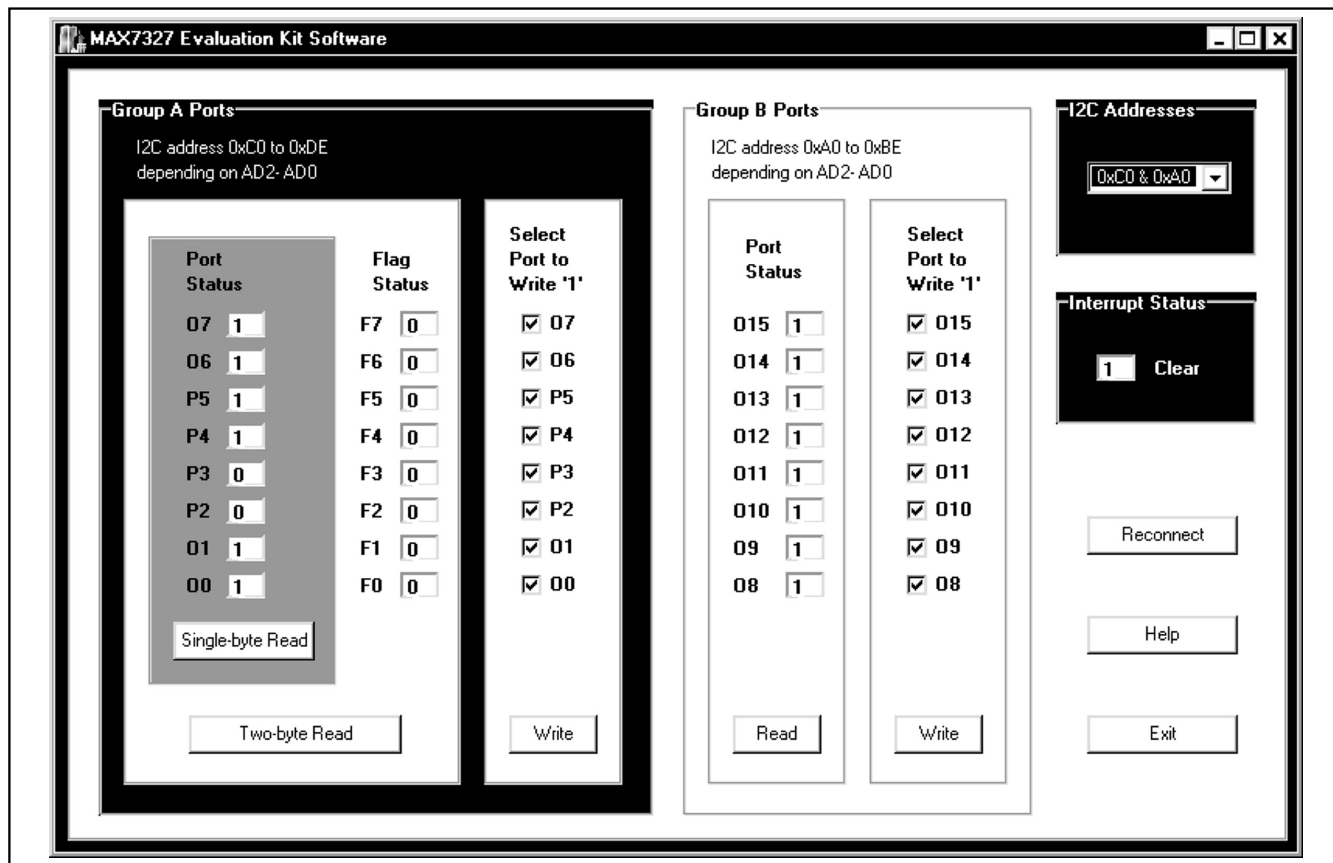 MAX7327 Evaluation Kit Software
Group A Ports
I2C address 0xC0 to 0xDE
depending on AD2- AD0
Port
Status
Flag
Status
Select
Port to
Write '1'
O7 1 F7 0 O7
O6 1 F6 0 O6
P5 1 F5 0 P5
P4 1 F4 0 P4
P3 0 F3 0 P3
P2 0 F2 0 P2
O1 1 F1 0 O1
O0 1 F0 0 O0
Single-byte Read
Two-byte Read
Write
Group B Ports
I2C address 0xA0 to 0xBE
depending on AD2- AD0
Port
Status
Select
Port to
Write '1'
O15 1 O15
O14 1 O14
O13 1 O13
O12 1 O12
O11 1 O11
O10 1 O10
O9 1 O9
O8 1 O8
Read
Write
I2C Addresses
0xC0 & 0xA0
Interrupt Status
1 Clear
Reconnect
Help
Exit